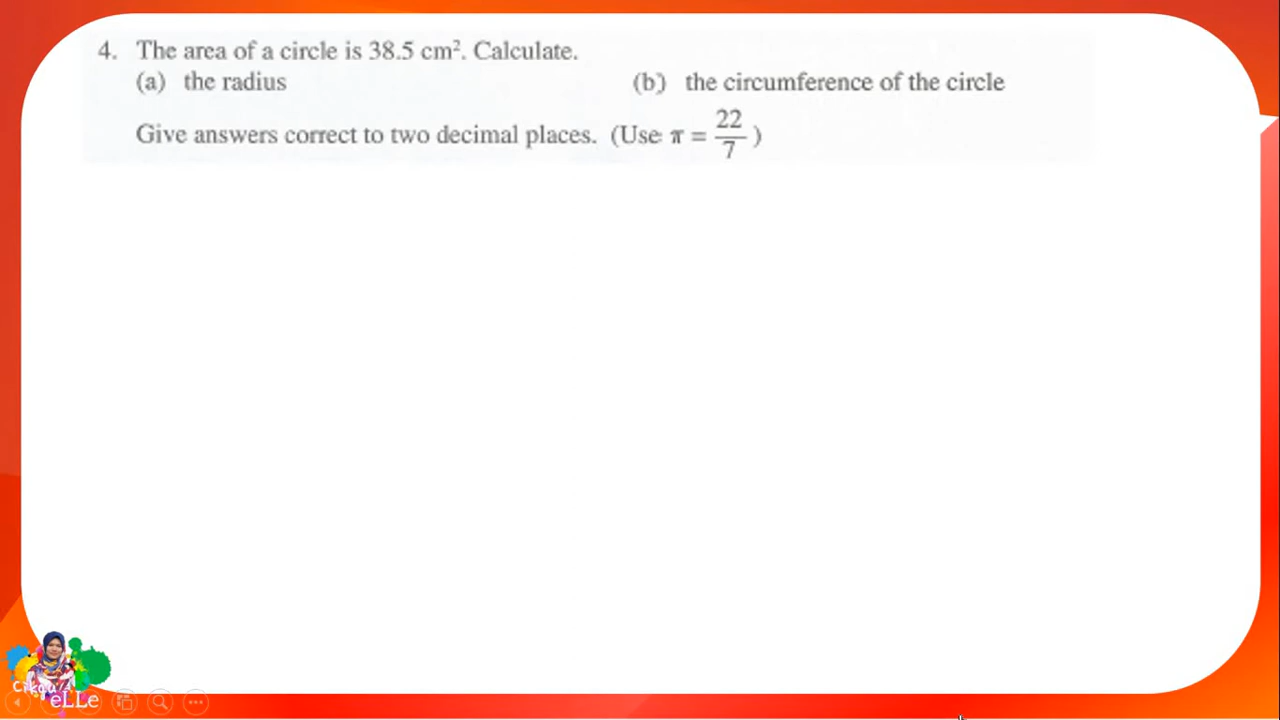 4. The area of a circle is 38.5 cm². Calculate.
(a) the radius (b) the circumference of the circle
Give answers correct to two decimal places. (Use π = 22/7)
Cikgu
eLLe